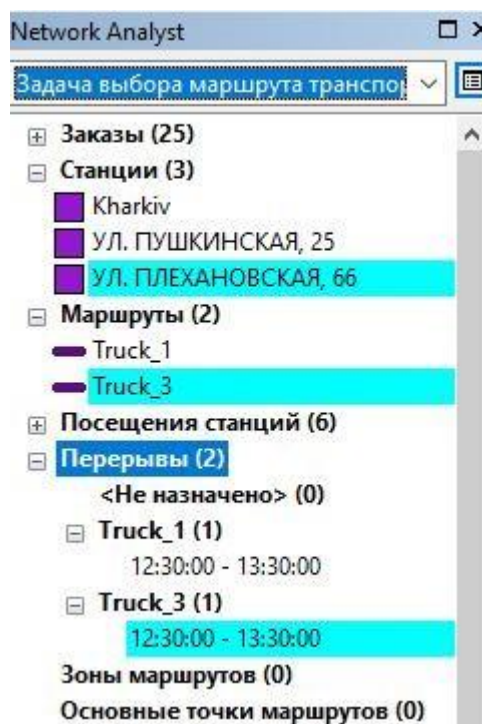 Network Analyst
Задача выбора маршрута транспор
Заказы (25)
Станции (3)
Kharkiv
УЛ. ПУШКИНСКАЯ, 25
УЛ. ПЛЕХАНОВСКАЯ, 66
Маршруты (2)
Truck_1
Truck_3
Посещения станций (6)
Перерывы (2)
<Не назначено> (0)
Truck_1 (1)
12:30:00 - 13:30:00
Truck_3 (1)
12:30:00 - 13:30:00
Зоны маршрутов (0)
Основные точки маршрутов (0)